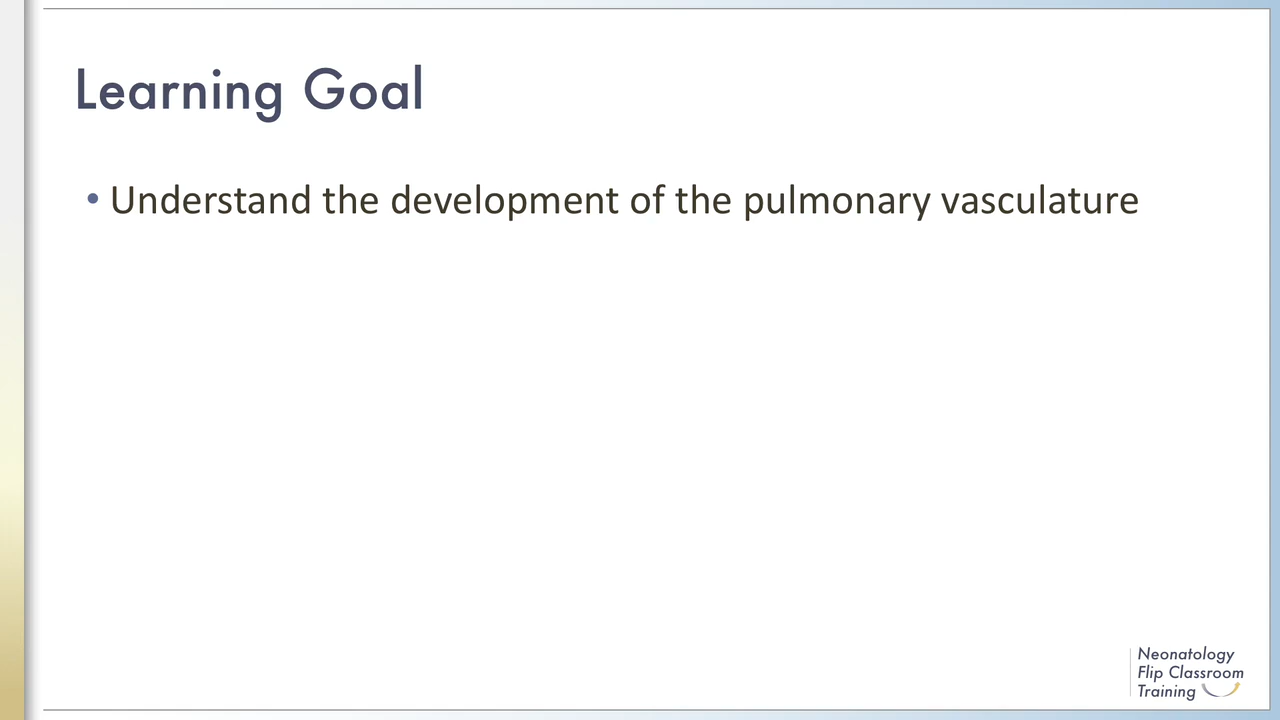 Learning Goal
• Understand the development of the pulmonary vasculature
Neonatology
Flip Classroom
Training